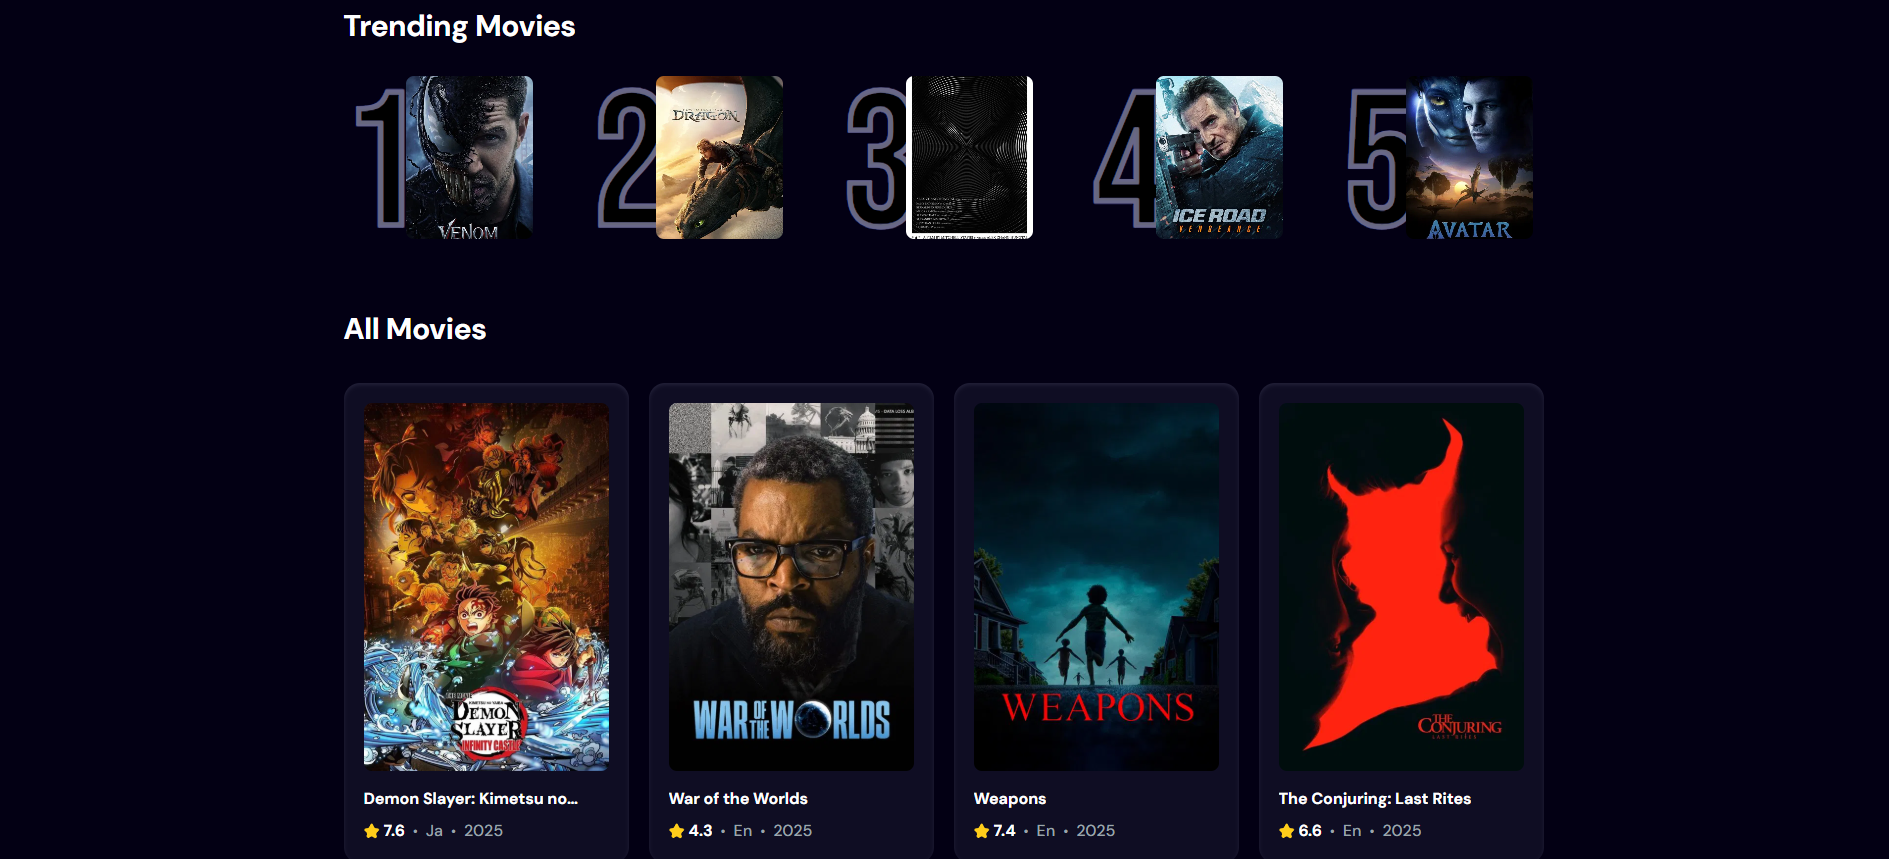 Trending Movies
1
VENOM
2
DRAGON
3
4
ICE ROAD
VENGEANCE
5
AVATAR
All Movies
DEMON
SLAYER
INFINITY CASTLE
WAR OF THE WORLDS
WEAPONS
THE
CONJURING
LAST RITES
Demon Slayer: Kimetsu no...
7.6 • Ja • 2025
War of the Worlds
4.3 • En • 2025
Weapons
7.4 • En • 2025
The Conjuring: Last Rites
6.6 • En • 2025